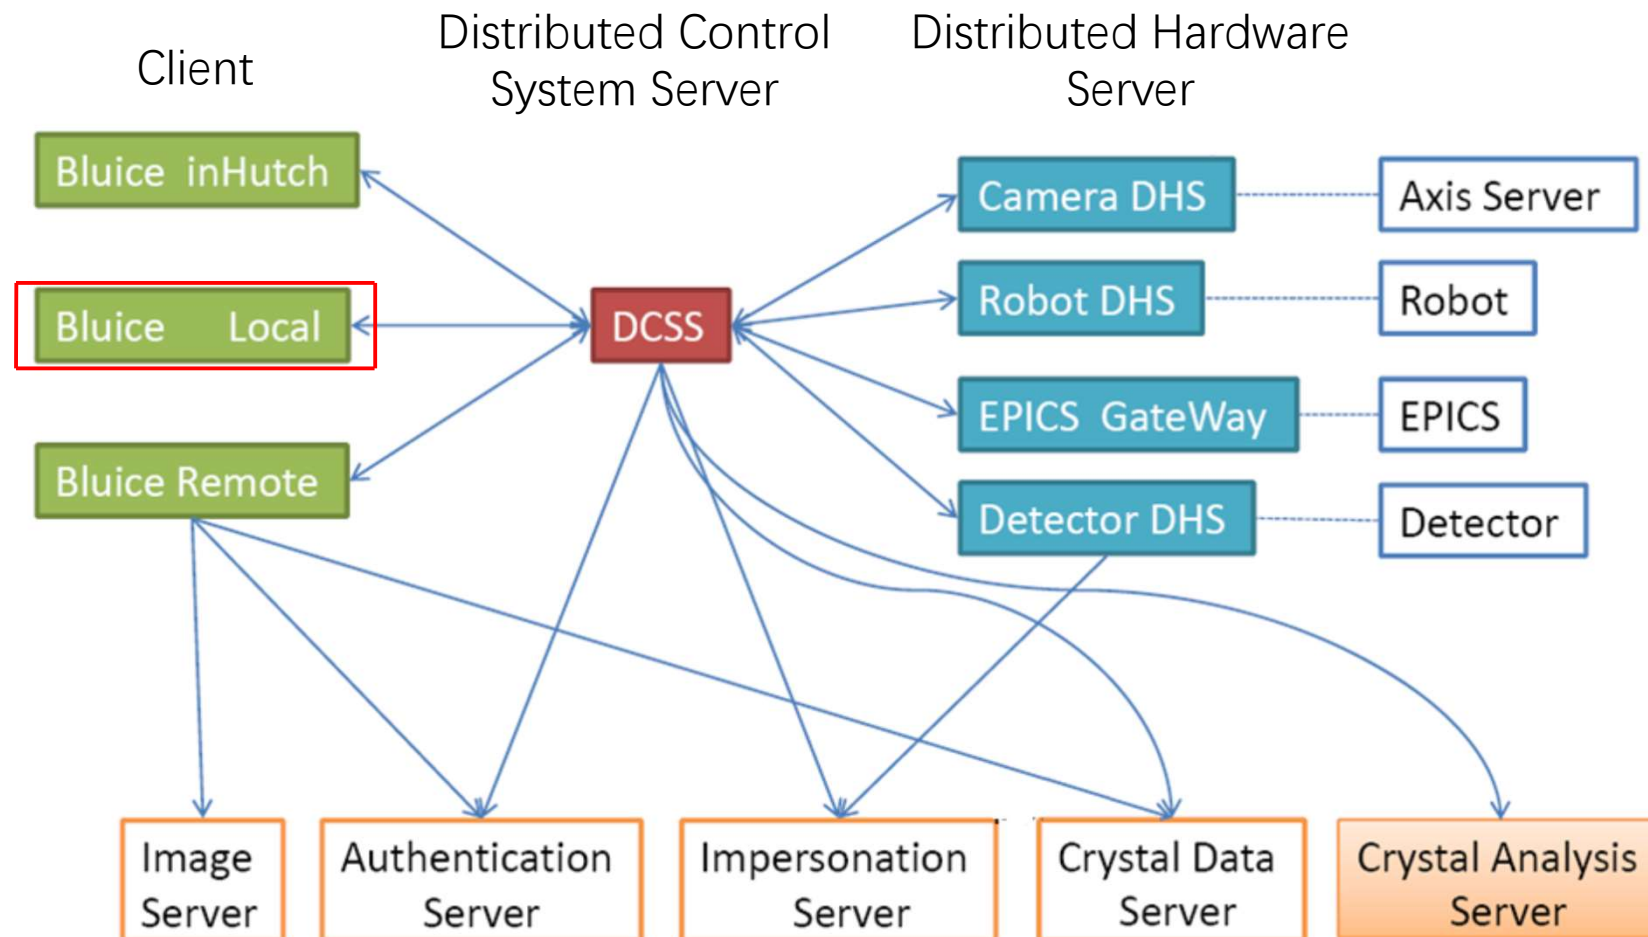 Client
Distributed Control
System Server
Distributed Hardware
Server
Bluice inHutch
Bluice Local
Bluice Remote
DCSS
Camera DHS
Robot DHS
EPICS GateWay
Detector DHS
Axis Server
Robot
EPICS
Detector
Image
Server
Authentication
Server
Impersonation
Server
Crystal Data
Server
Crystal Analysis
Server